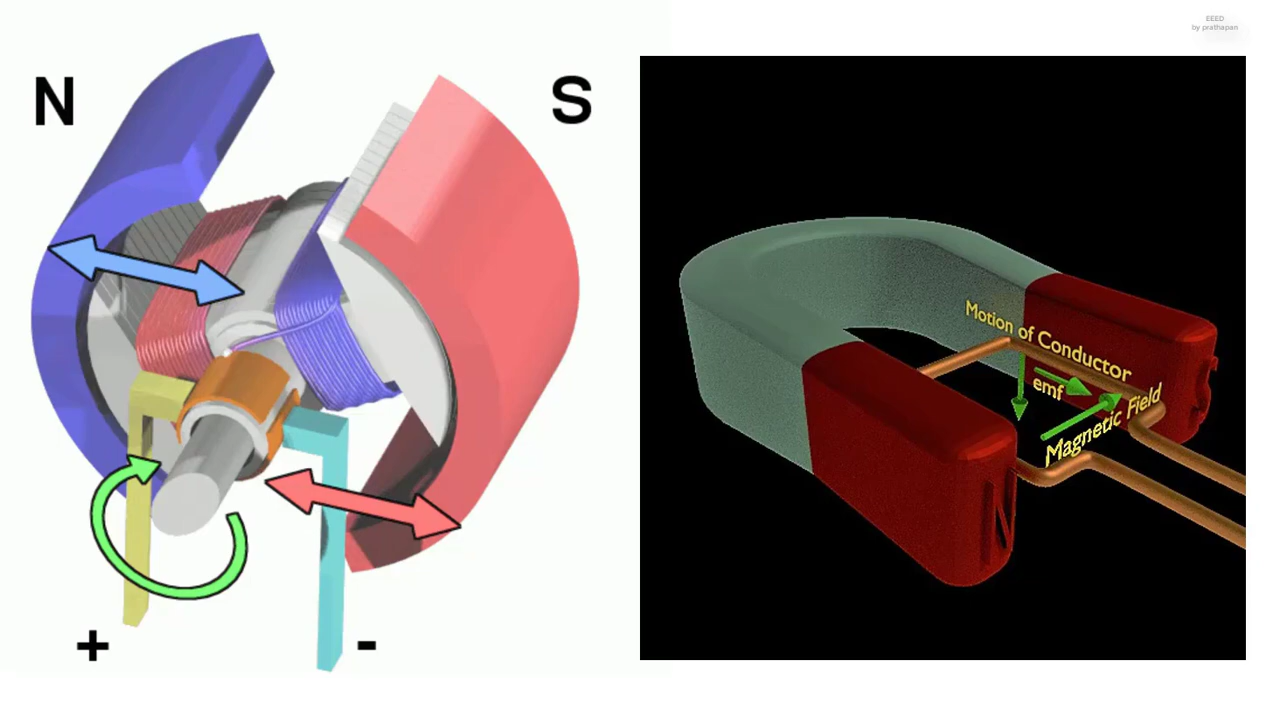 EEED
by prathapan
N
S
+
-
Motion of Conductor
emf
Magnetic Field
N